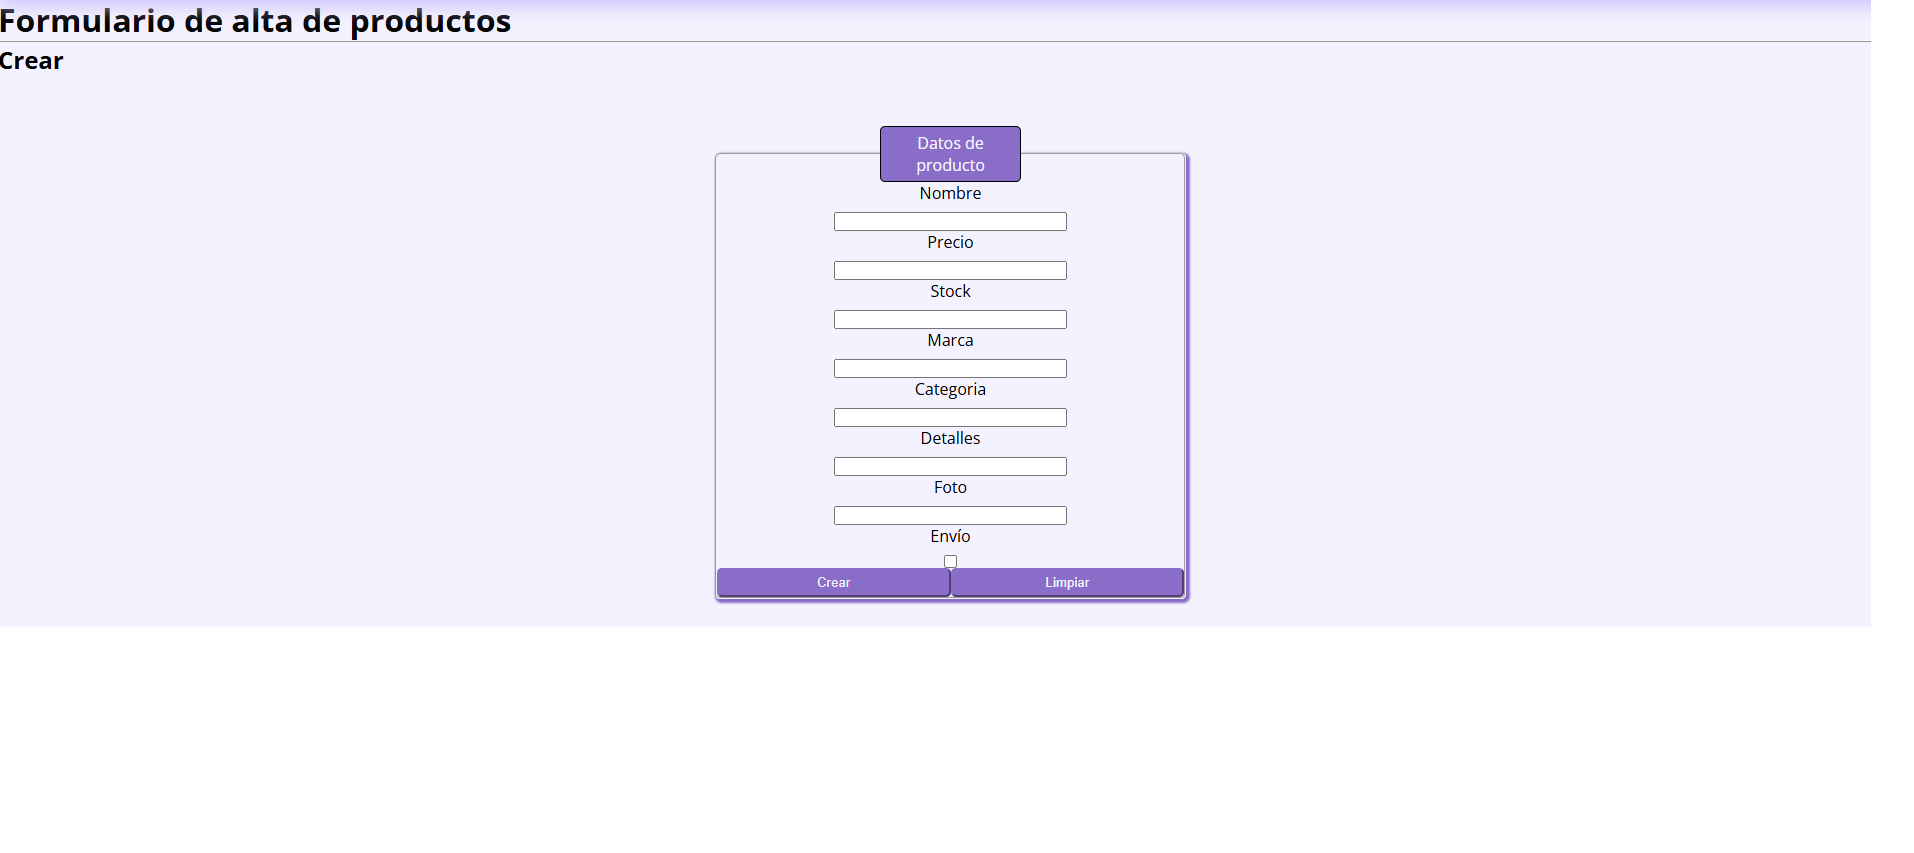 Formulario de alta de productos
Crear
Datos de
producto
Nombre
Precio
Stock
Marca
Categoria
Detalles
Foto
Envío
Crear
Limpiar